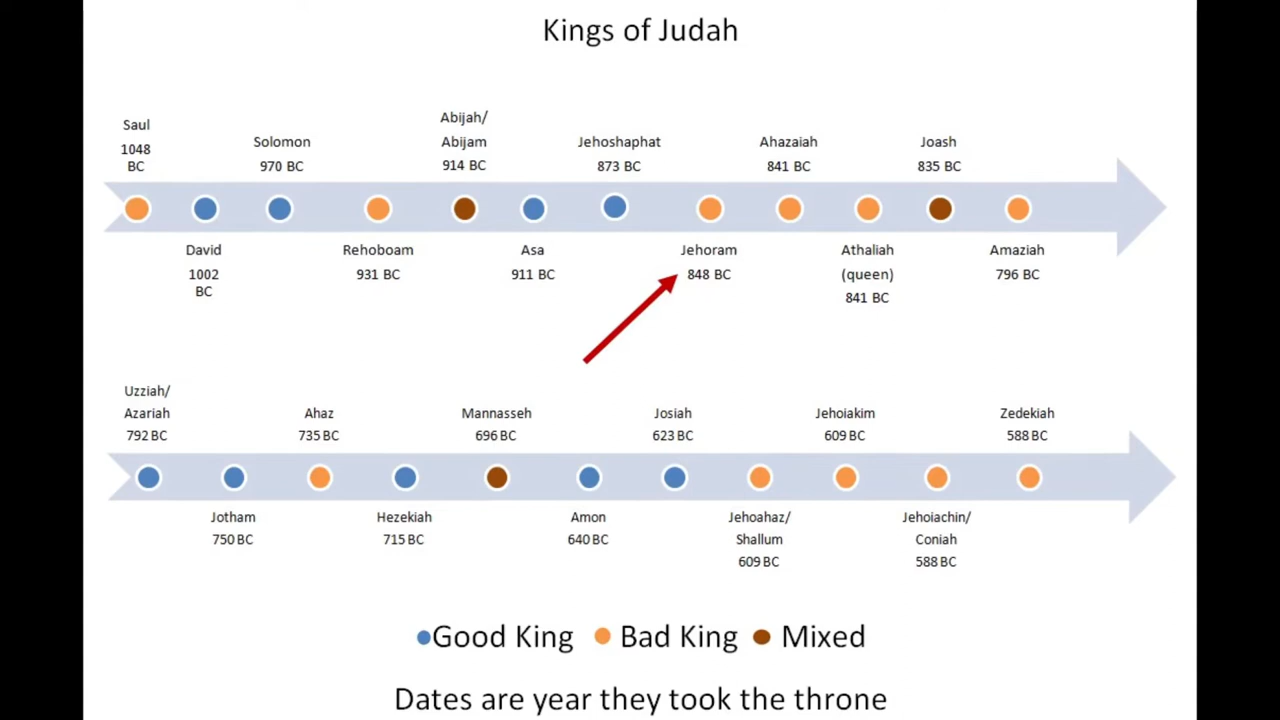 Kings of Judah
Saul
1048
BC
David
1002
BC
Solomon
970 BC
Rehoboam
931 BC
Abijah/
Abijam
914 BC
Asa
911 BC
Jehoshaphat
873 BC
Jehoram
848 BC
Ahazaiah
841 BC
Athaliah
(queen)
841 BC
Joash
835 BC
Amaziah
796 BC
Uzziah/
Azariah
792 BC
Jotham
750 BC
Ahaz
735 BC
Hezekiah
715 BC
Mannasseh
696 BC
Amon
640 BC
Josiah
623 BC
Jehoahaz/
Shallum
609 BC
Jehoiakim
609 BC
Jehoiachin/
Coniah
588 BC
Zedekiah
588 BC
Good King Bad King Mixed
Dates are year they took the throne